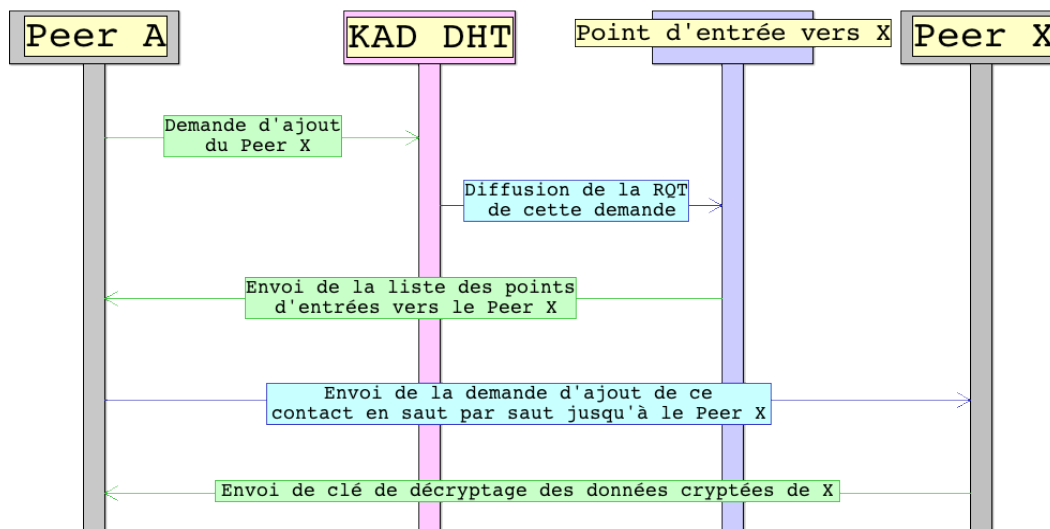 Peer A
KAD DHT
Point d'entrée vers X
Peer X
Demande d'ajout
du Peer X
Diffusion de la RQT
de cette demande
Envoi de la liste des points
d'entrées vers le Peer X
Envoi de la demande d'ajout de ce
contact en saut par saut jusqu'à le Peer X
Envoi de clé de décryptage des données cryptées de X